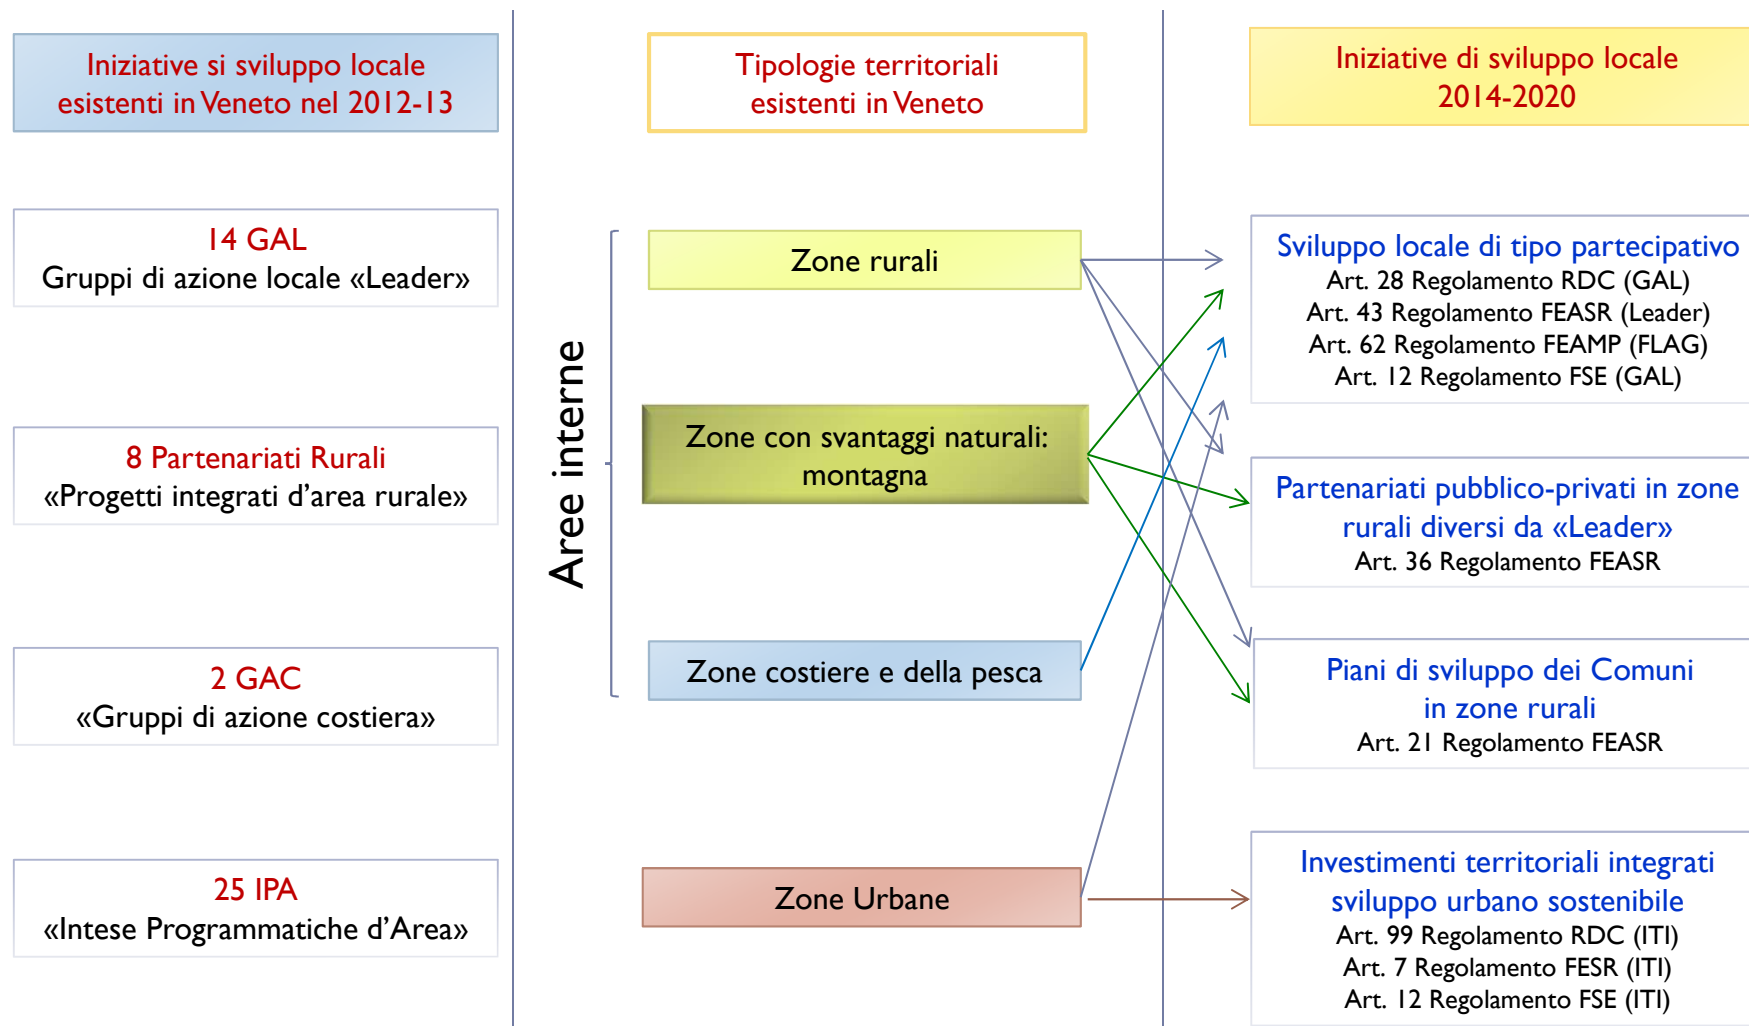 Iniziative si sviluppo locale
esistenti in Veneto nel 2012-13
14 GAL
Gruppi di azione locale «Leader»
8 Partenariati Rurali
«Progetti integrati d’area rurale»
2 GAC
«Gruppi di azione costiera»
25 IPA
«Intese Programmatiche d’Area»
Tipologie territoriali
esistenti in Veneto
Aree interne
Zone rurali
Zone con svantaggi naturali:
montagna
Zone costiere e della pesca
Zone Urbane
Iniziative di sviluppo locale
2014-2020
Sviluppo locale di tipo partecipativo
Art. 28 Regolamento RDC (GAL)
Art. 43 Regolamento FEASR (Leader)
Art. 62 Regolamento FEAMP (FLAG)
Art. 12 Regolamento FSE (GAL)
Partenariati pubblico-privati in zone
rurali diversi da «Leader»
Art. 36 Regolamento FEASR
Piani di sviluppo dei Comuni
in zone rurali
Art. 21 Regolamento FEASR
Investimenti territoriali integrati
sviluppo urbano sostenibile
Art. 99 Regolamento RDC (ITI)
Art. 7 Regolamento FESR (ITI)
Art. 12 Regolamento FSE (ITI)